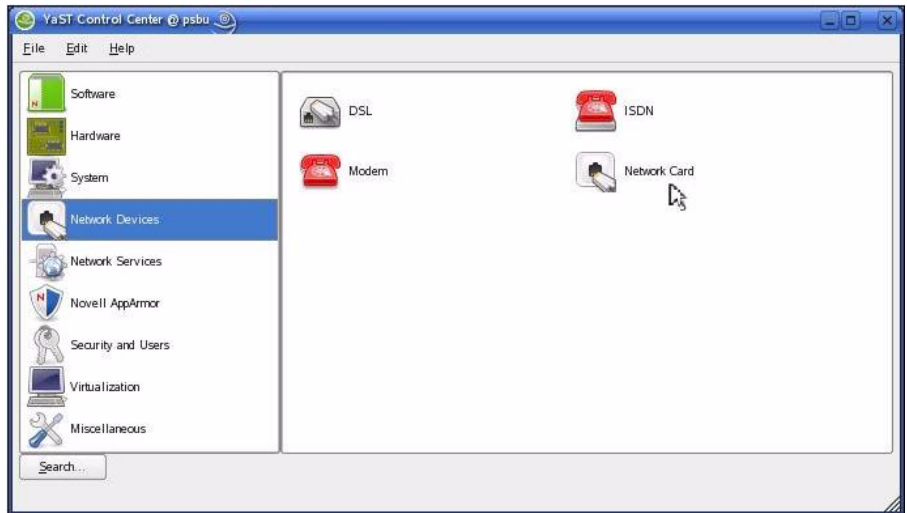 YaST Control Center @ psbu
File Edit Help
Software
Hardware
System
Network Devices
Network Services
Novell AppArmor
Security and Users
Virtualization
Miscellaneous
DSL
ISDN
Modem
Network Card
Search...